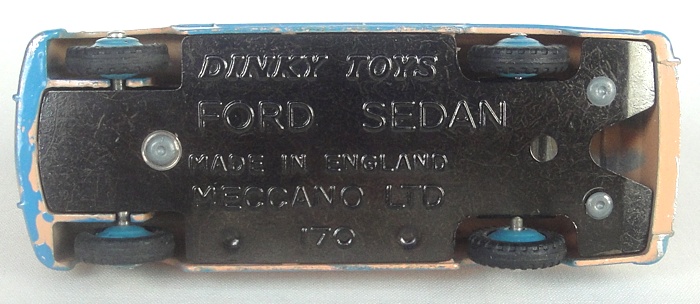 DINKY TOYS
FORD SEDAN
MADE IN ENGLAND
MECCANO LTD
170